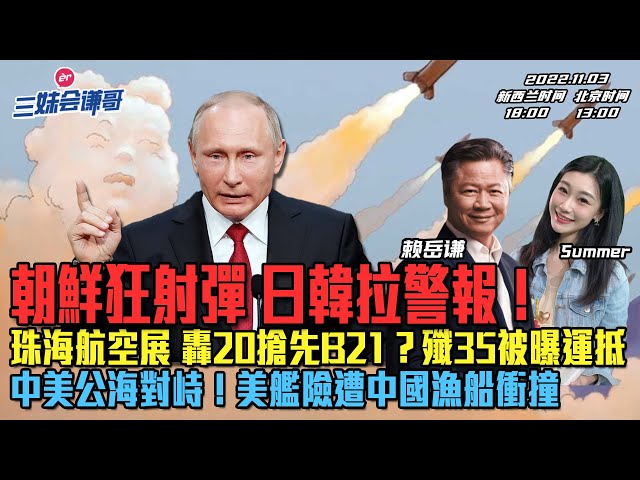 èr
三妹会谦哥
2022.11.03
新西兰时间 北京时间
18:00 13:00
赖岳谦
Summer
朝鮮狂射彈 日韓拉警報！
珠海航空展 轟20搶先B21？殲35被曝運抵
中美公海對峙！美艦險遭中國漁船衝撞